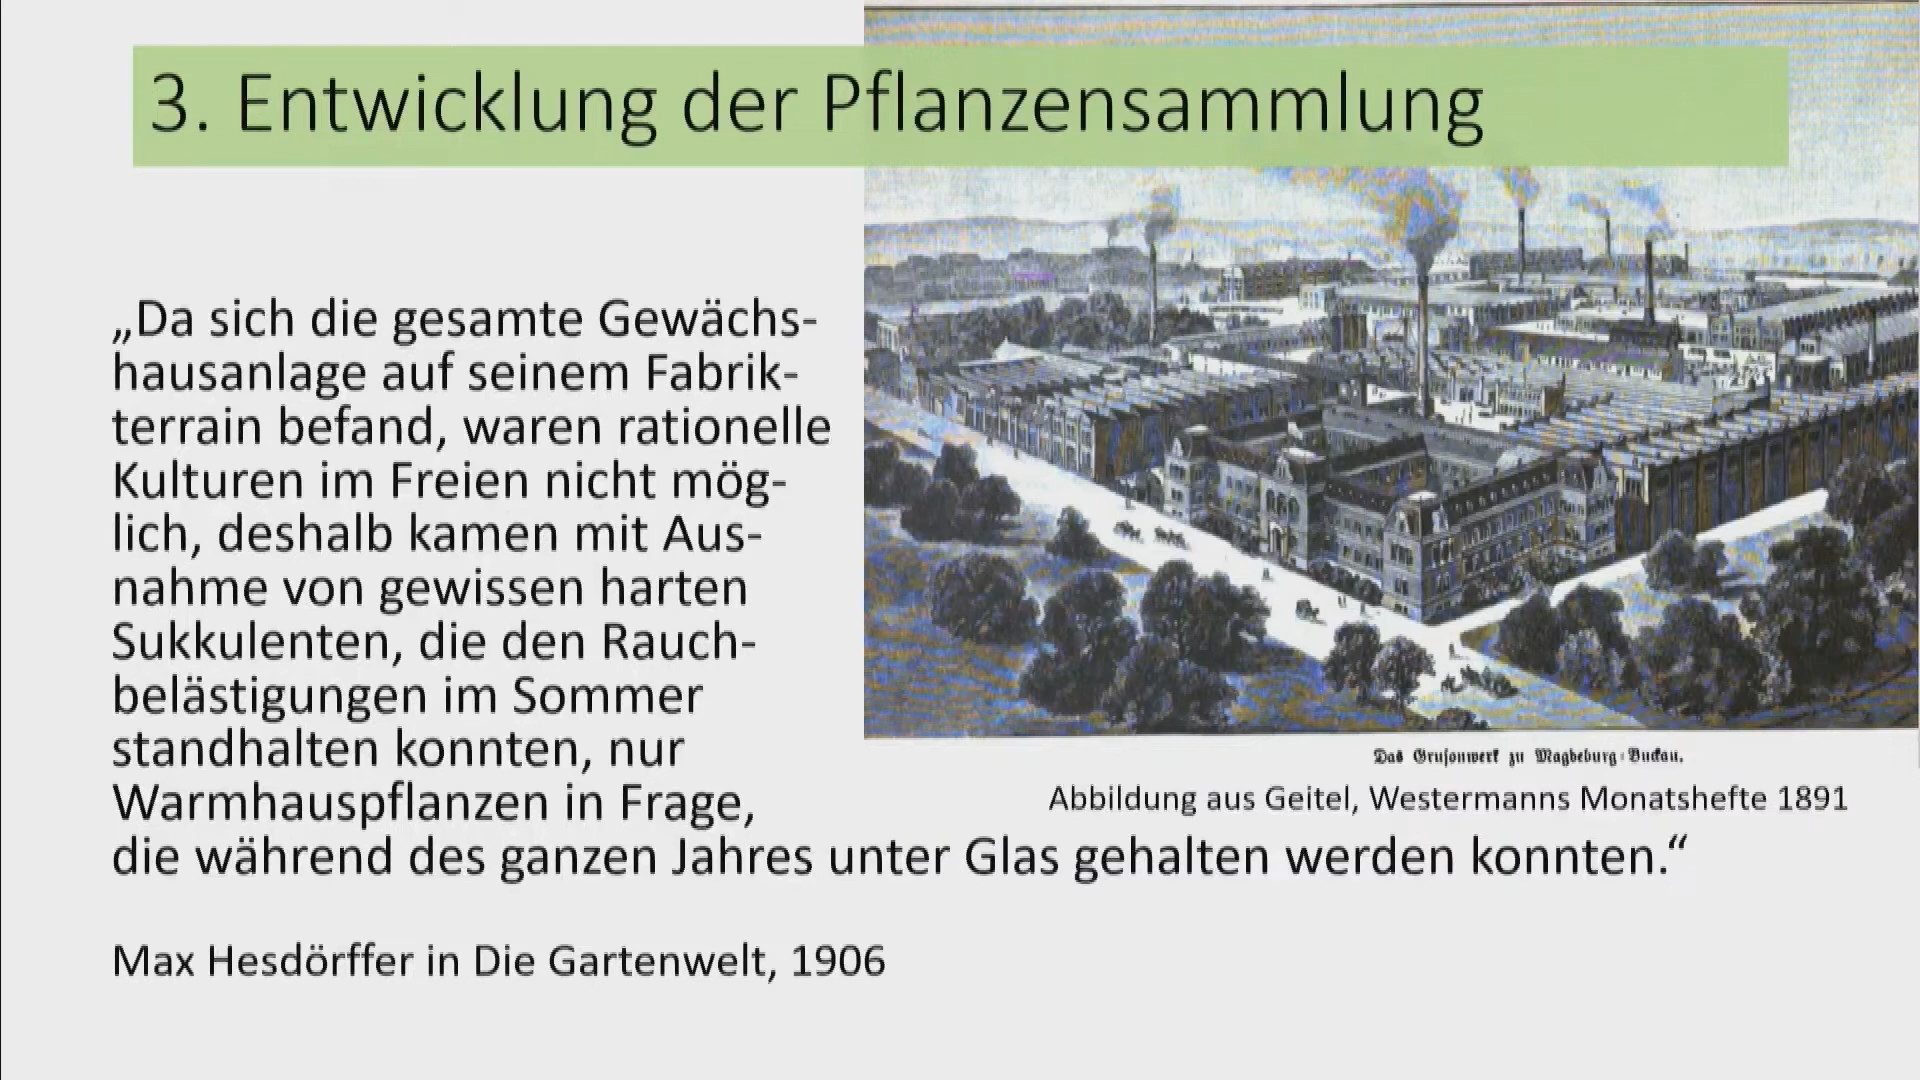 3. Entwicklung der Pflanzensammlung
„Da sich die gesamte Gewächs-
hausanlage auf seinem Fabrik-
terrain befand, waren rationelle
Kulturen im Freien nicht mög-
lich, deshalb kamen mit Aus-
nahme von gewissen harten
Sukkulenten, die den Rauch-
belästigungen im Sommer
standhalten konnten, nur
Warmhauspflanzen in Frage,
die während des ganzen Jahres unter Glas gehalten werden konnten.“
Das Grusonwerk zu Magdeburg-Buckau.
Abbildung aus Geitel, Westermanns Monatshefte 1891
Max Hesdörffer in Die Gartenwelt, 1906